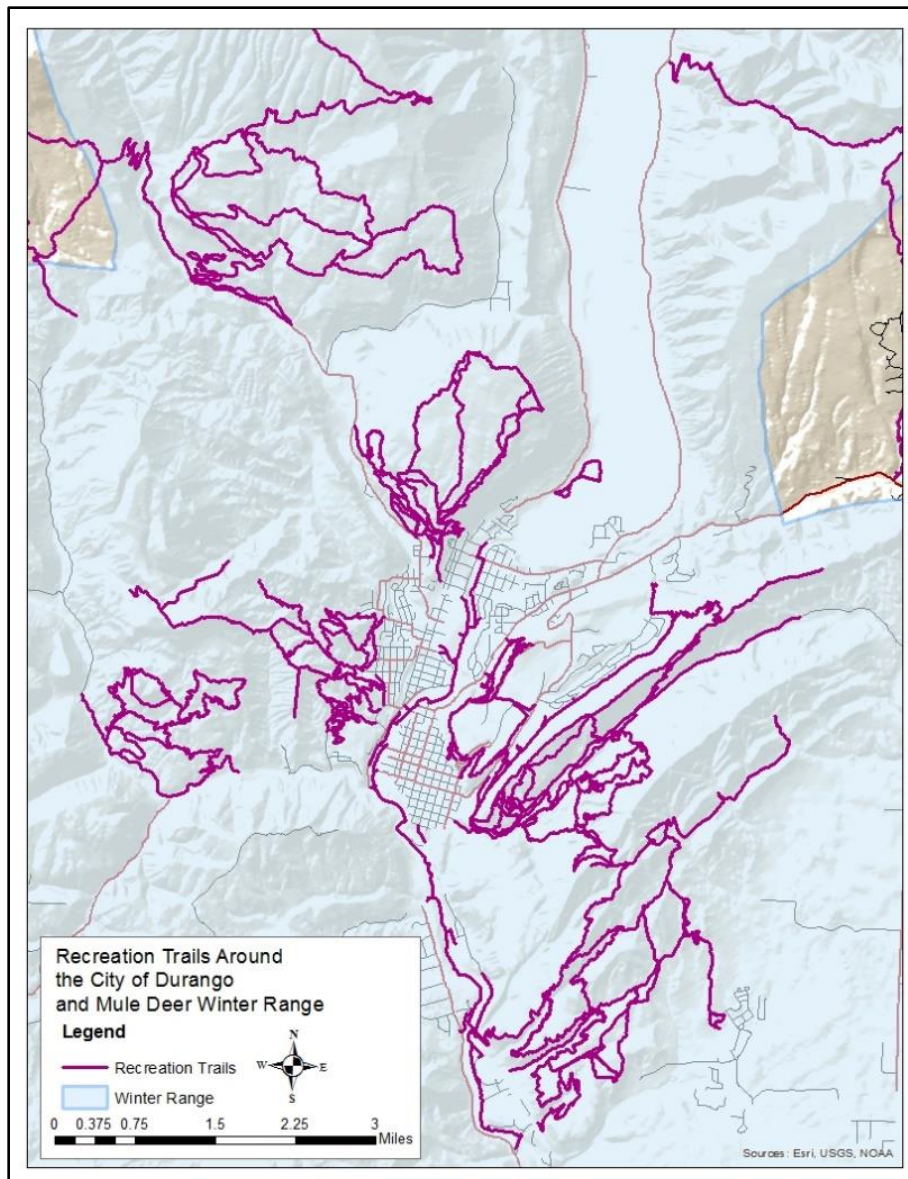 Recreation Trails Around
the City of Durango
and Mule Deer Winter Range
Legend
Recreation Trails
Winter Range
N
W
E
S
0 0.375 0.75 1.5 2.25 3
Miles
Sources: Esri, USGS, NOAA